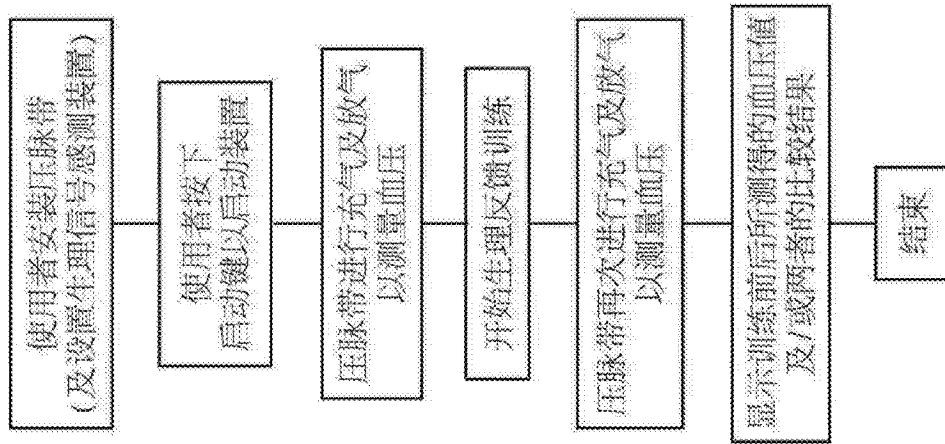 使用者安装压脉带
(及设置生理信号感测装置)
使用者按下
启动键以启动装置
压脉带进行充气及放气
以测量血压
开始生理反馈训练
压脉带再次进行充气及放气
以测量血压
显示训练前后所测得的血压值
及/或两者的比较结果
结束